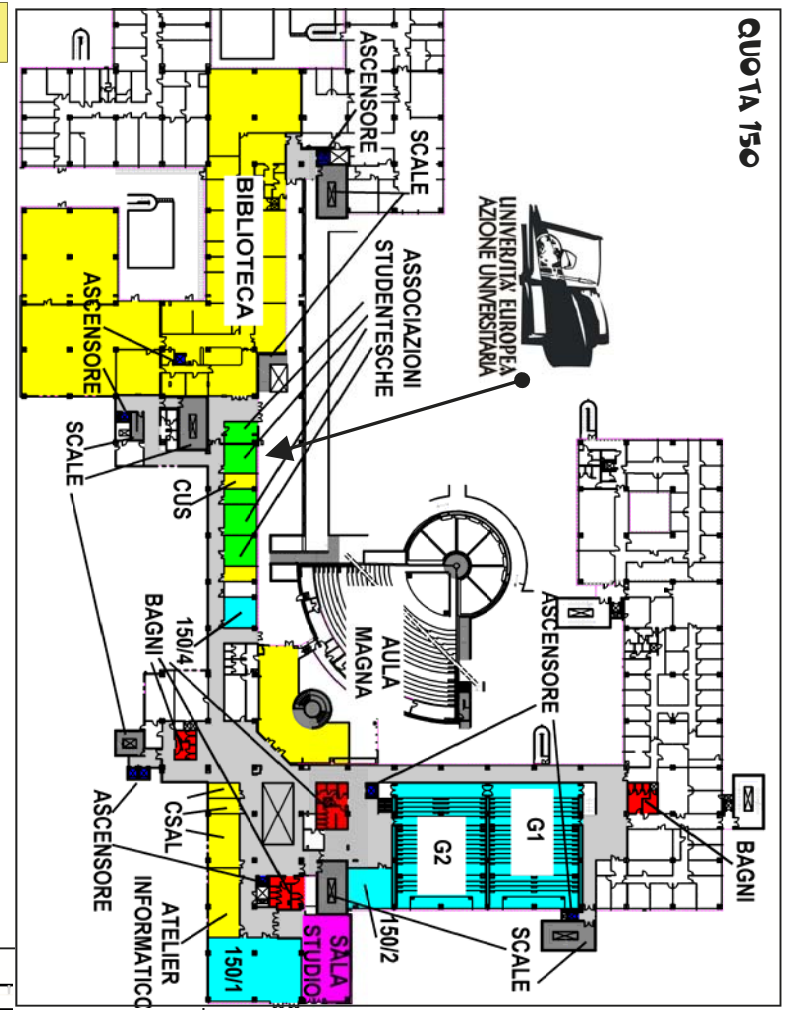 QUOTA 150
ASCENSORE
SCALE
BIBLIOTECA
UNIVERSITÀ EUROPEA
AZIONE UNIVERSITARIA
ASSOCIAZIONI
STUDENTESCHE
ASCENSORE
SCALE
CUS
150/4
BAGNI
AULA
MAGNA
ASCENSORE
ASCENSORE
CSAL
ATELIER
INFORMATICO
150/1
SALA
STUDIO
150/2
G2
G1
SCALE
BAGNI